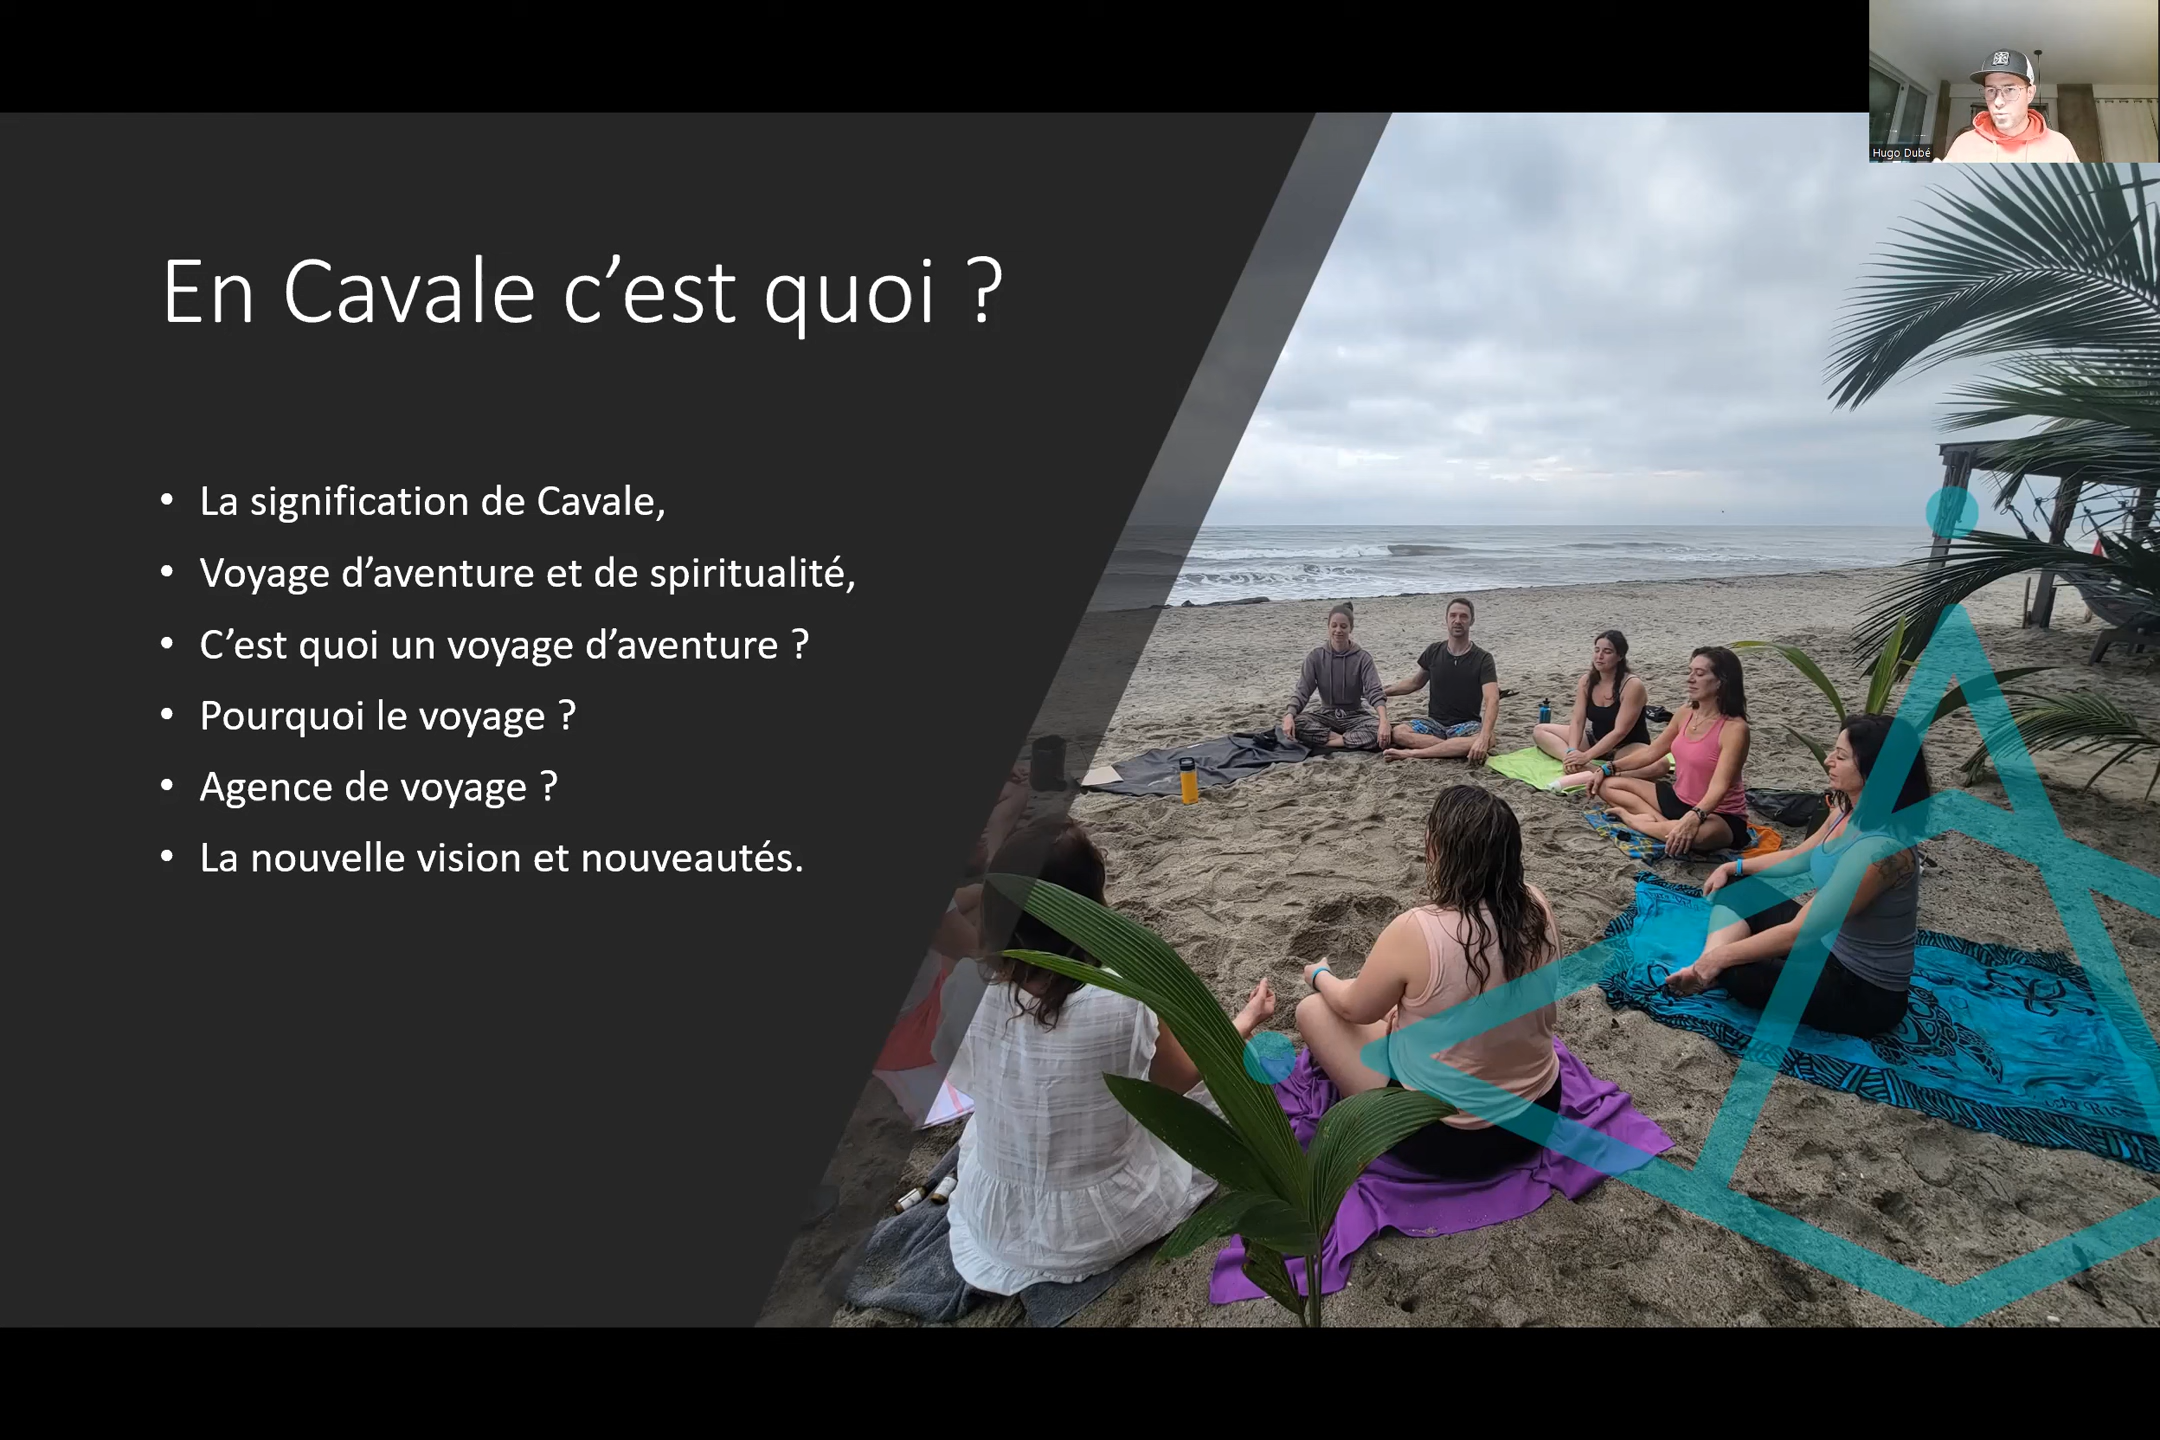 Hugo Dubé
En Cavale c’est quoi ?
• La signification de Cavale,
• Voyage d’aventure et de spiritualité,
• C’est quoi un voyage d’aventure ?
• Pourquoi le voyage ?
• Agence de voyage ?
• La nouvelle vision et nouveautés.